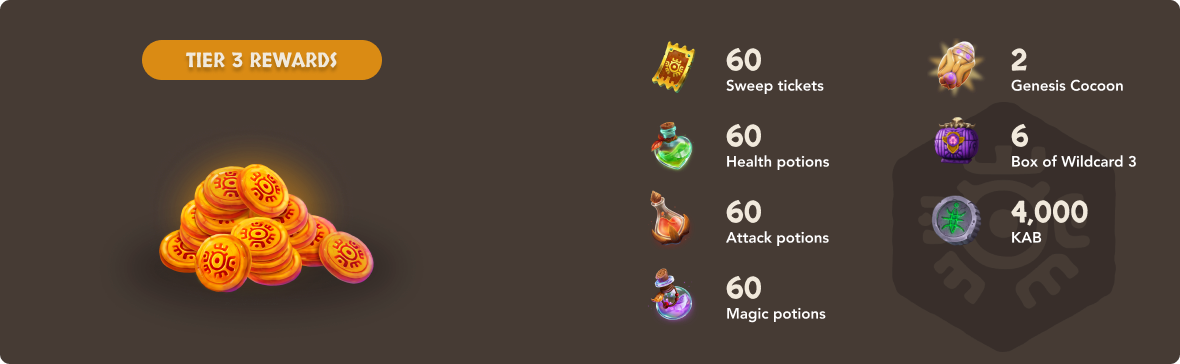 TIER 3 REWARDS
60
Sweep tickets
60
Health potions
60
Attack potions
60
Magic potions
2
Genesis Cocoon
6
Box of Wildcard 3
4,000
KAB